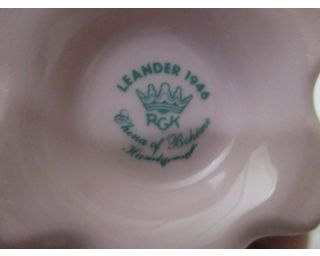 LEANDER 1946
RGK
China of Bohemia